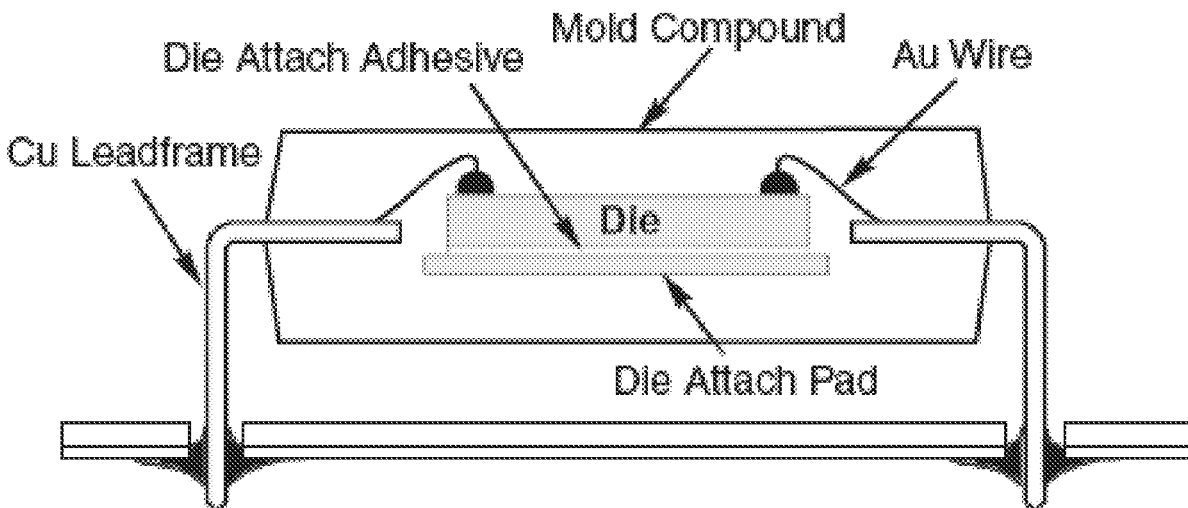 Mold Compound
Die Attach Adhesive
Au Wire
Cu Leadframe
Die
Die Attach Pad